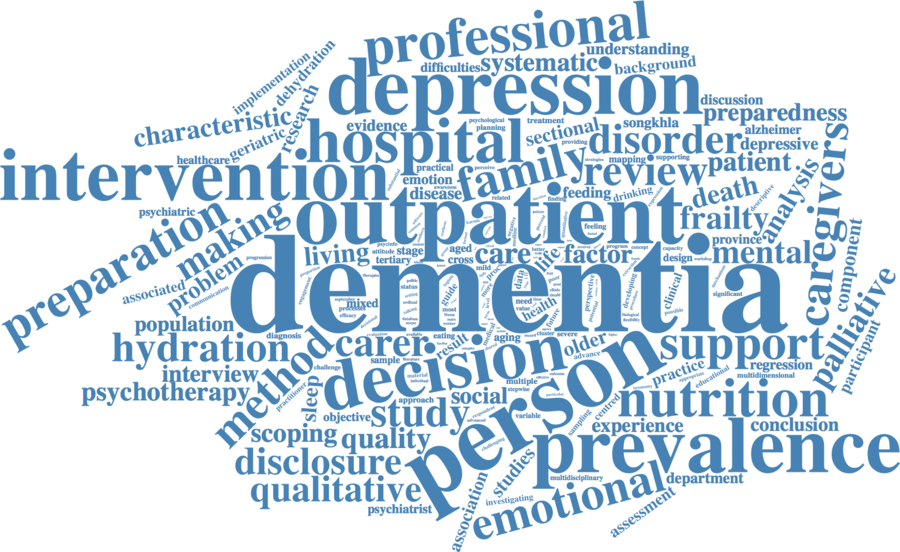 professional
understanding
difficulties
systematic
background
implementation
dehydration
depression
discussion
characteristic
research
geriatric
evidence
psychological
planning
treatment
sectional
songkhla
preparedness
providing
disorder
alzheimer
depressive
hospital
healthcare
practical
emotion
family
mapping
supporting
review
patient
intervention
disease
related
feeding
drinking
death
analysis
caregivers
psychiatric
making
outpatient
feeling
frailty
preparation
living
attitude
stage
tertiary
aged
cross
care
life
factor
program
concept
capacity
design
province
mental
workshop
component
problem
associated
communication
dementia
mild
data
guide
need
value
health
perspective
developing
clinical
significant
possible
status
mixed
efficacy
population
diagnosis
hydration
carer
eating
result
aging
cluster
severe
older
advance
support
palliative
participant
interview
psychotherapy
method
challenge
sample
material
individual
decision
person
practice
educational
regression
multidimensional
practitioner
sleep
approach
multiple
stepwise
social
objective
study
variable
sampling
centred
nutrition
scoping
quality
challenging
experience
conclusion
disclosure
studies
prevalence
qualitative
multidisciplinary
department
psychiatrist
association
investigating
emotional
assessment